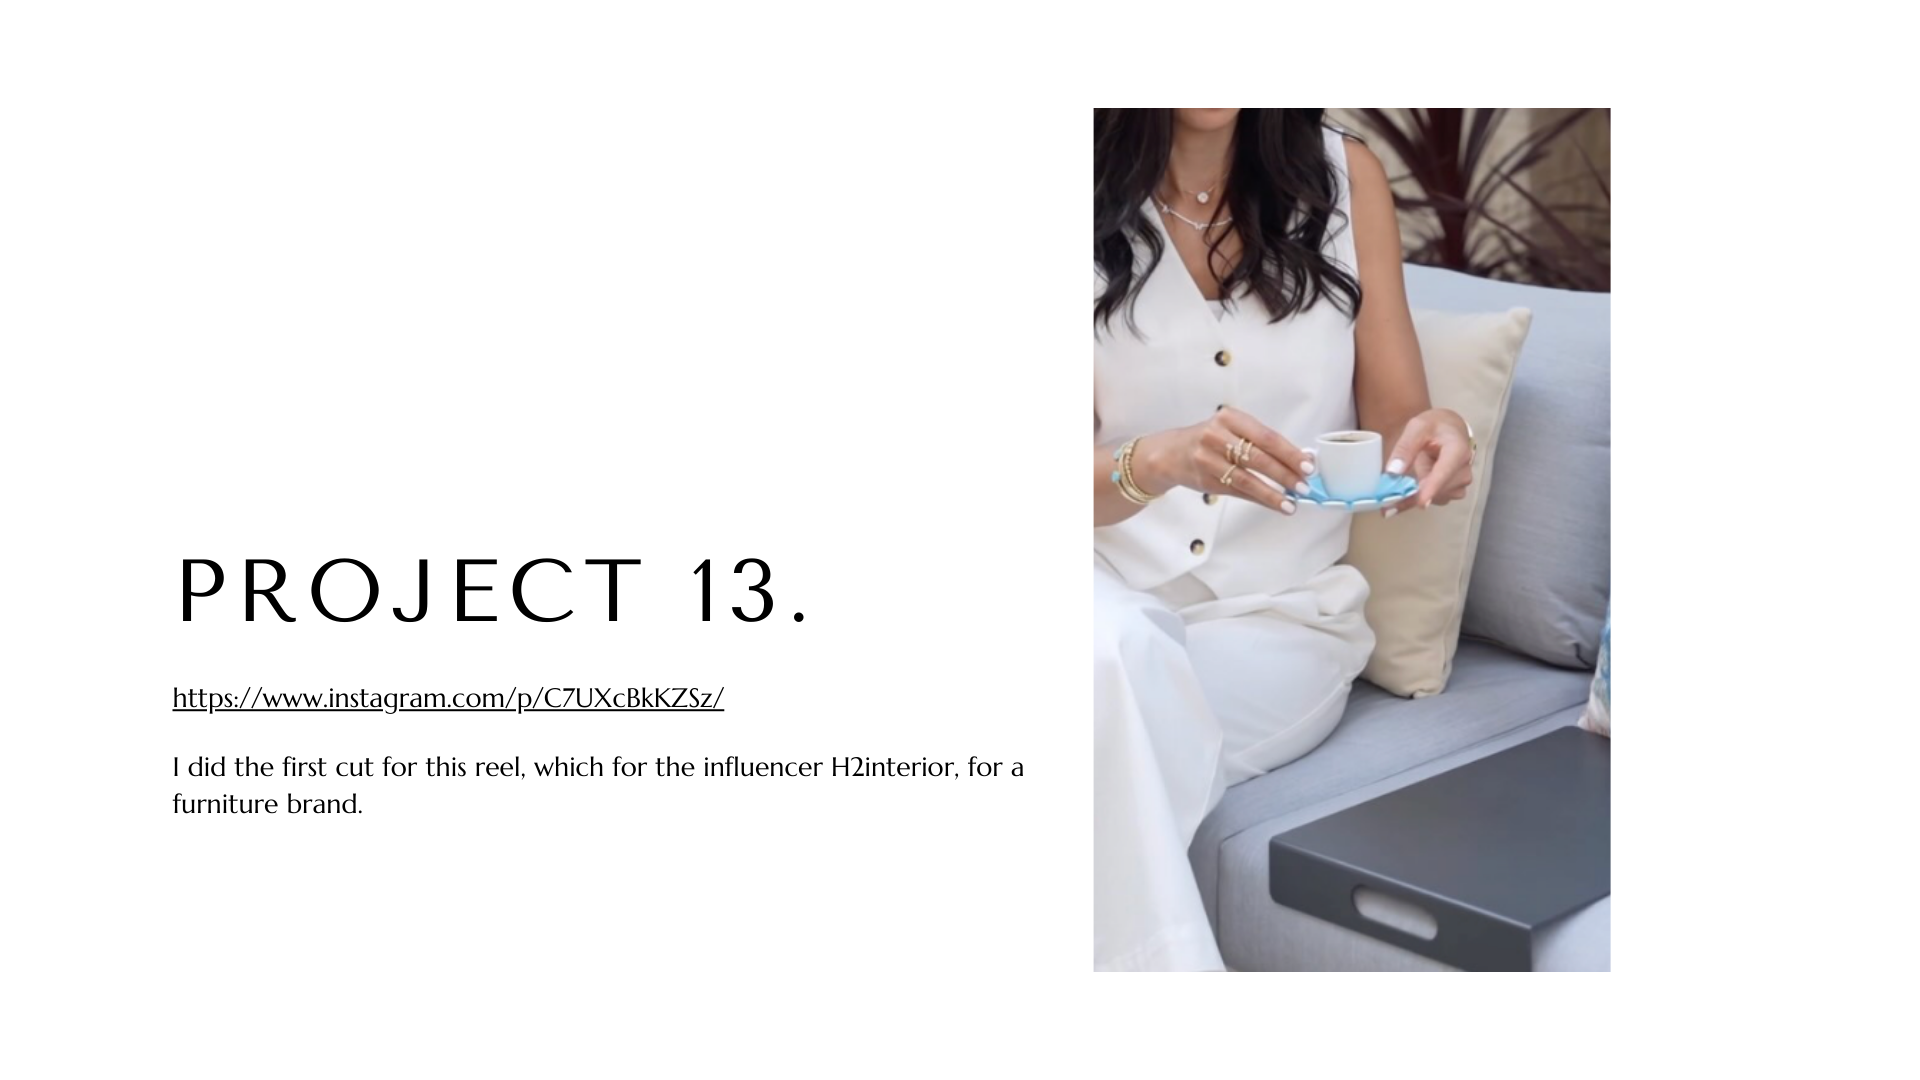 PROJECT 13.
https://www.instagram.com/p/C7UXcBkKZSz/
I did the first cut for this reel, which for the influencer H2interior, for a
furniture brand.